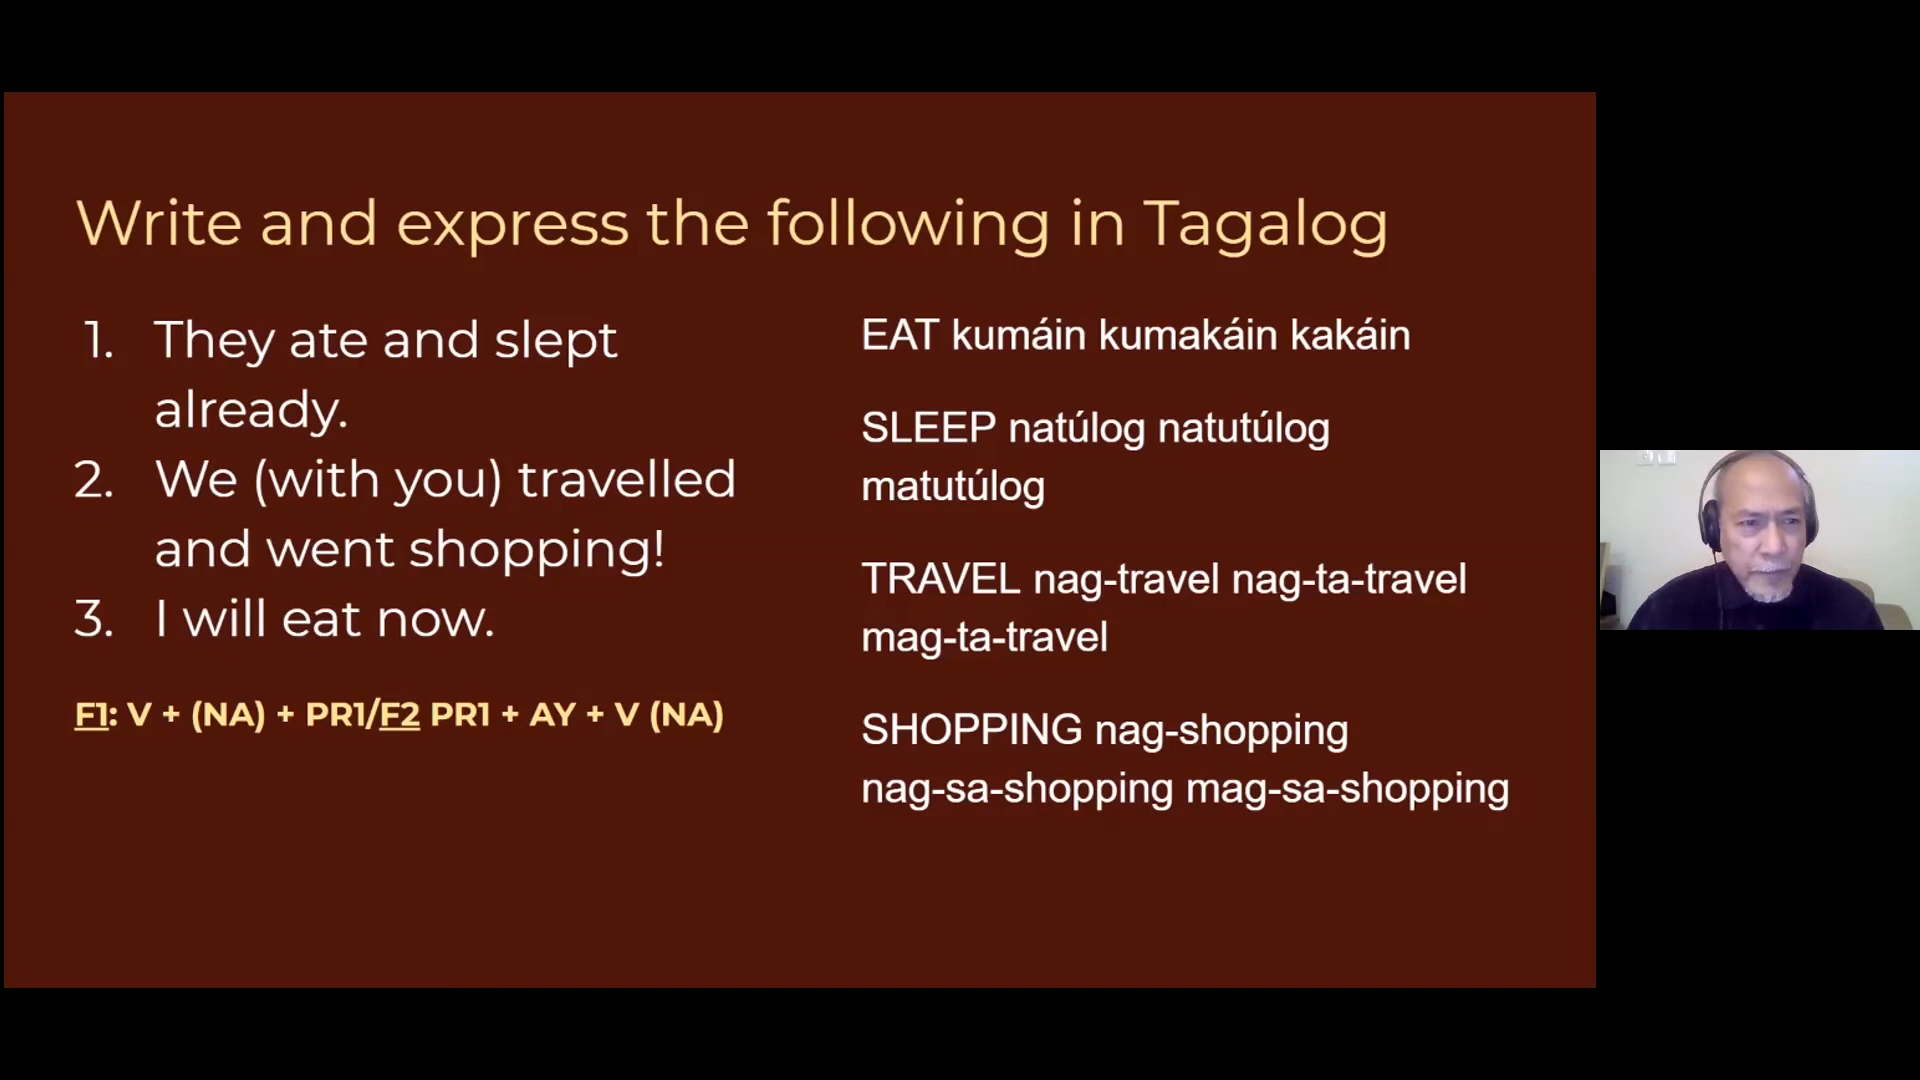 Write and express the following in Tagalog
1. They ate and slept
already.
2. We (with you) travelled
and went shopping!
3. I will eat now.
F1: V + (NA) + PR1/F2 PR1 + AY + V (NA)
EAT kumáin kumakáin kakáin
SLEEP natúlog natutúlog
matutúlog
TRAVEL nag-travel nag-ta-travel
mag-ta-travel
SHOPPING nag-shopping
nag-sa-shopping mag-sa-shopping